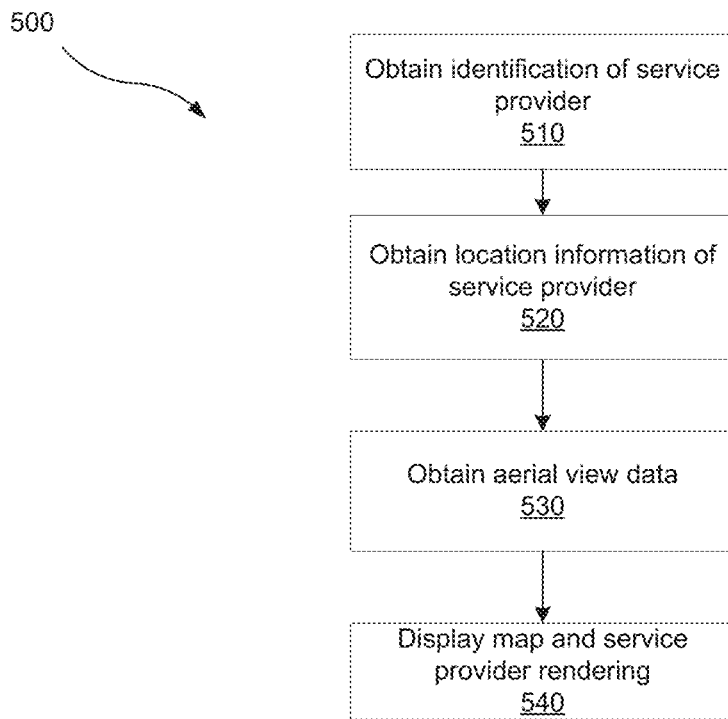 500
Obtain identification of service
provider
510
Obtain location information of
service provider
520
Obtain aerial view data
530
Display map and service
provider rendering
540